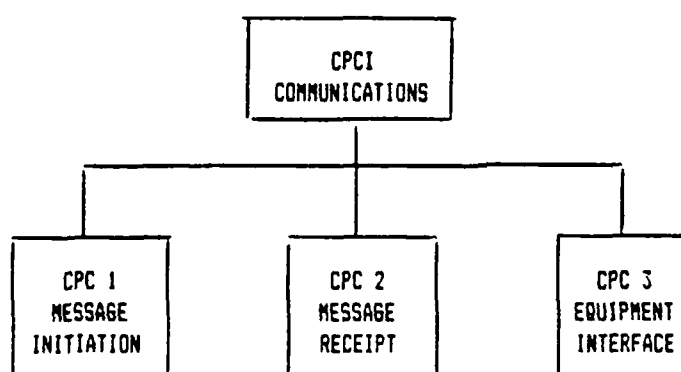 CPCI
COMMUNICATIONS
CPC 1
MESSAGE
INITIATION
CPC 2
MESSAGE
RECEIPT
CPC 3
EQUIPMENT
INTERFACE